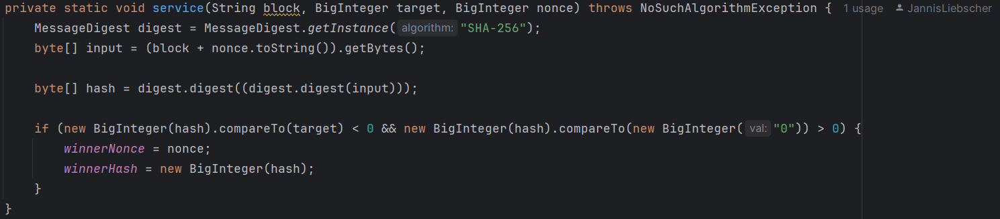 private static void service(String block, BigInteger target, BigInteger nonce) throws NoSuchAlgorithmException { 1 usage JannisLiebscher
MessageDigest digest = MessageDigest.getInstance( algorithm: "SHA-256");
byte[] input = (block + nonce.toString()).getBytes();
byte[] hash = digest.digest((digest.digest(input)));
if (new BigInteger(hash).compareTo(target) < 0 && new BigInteger(hash).compareTo(new BigInteger( val: "0")) > 0) {
winnerNonce = nonce;
winnerHash = new BigInteger(hash);
}
}